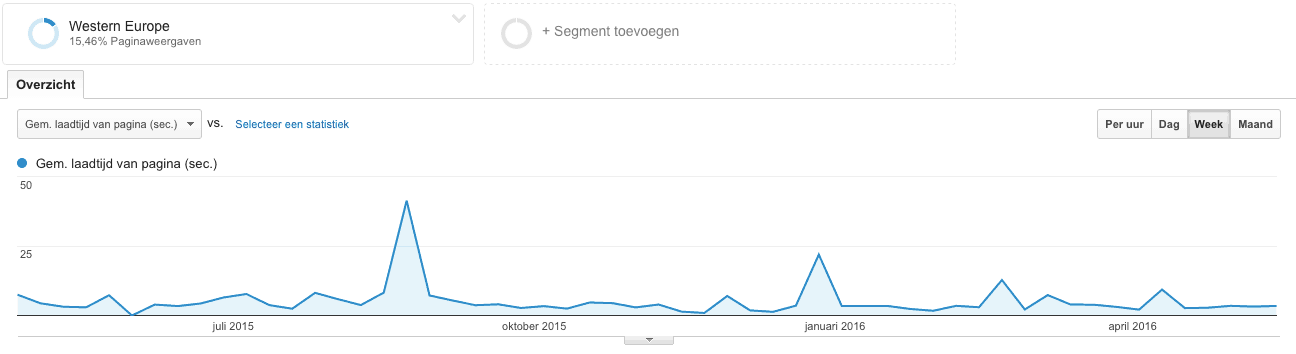 Western Europe
15,46% Paginaweergaven
+ Segment toevoegen
Overzicht
Gem. laadtijd van pagina (sec.) vs. Selecteer een statistiek
Per uur Dag Week Maand
Gem. laadtijd van pagina (sec.)
50
25
juli 2015 oktober 2015 januari 2016 april 2016